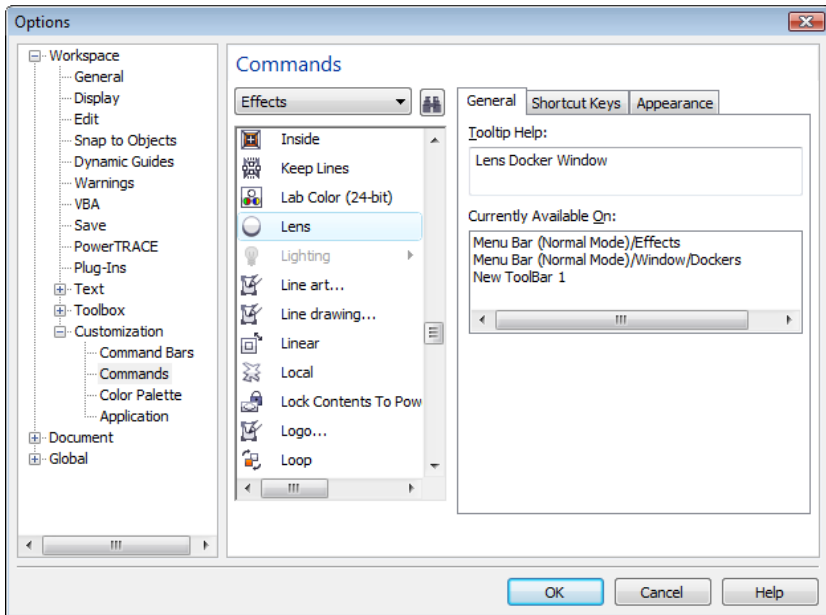 Options
Workspace
General
Display
Edit
Snap to Objects
Dynamic Guides
Warnings
VBA
Save
PowerTRACE
Plug-Ins
Text
Toolbox
Customization
Command Bars
Commands
Color Palette
Application
Document
Global
Commands
Effects
Inside
Keep Lines
Lab Color (24-bit)
Lens
Lighting
Line art...
Line drawing...
Linear
Local
Lock Contents To Pow
Logo...
Loop
General
Shortcut Keys
Appearance
Tooltip Help:
Lens Docker Window
Currently Available On:
Menu Bar (Normal Mode)/Effects
Menu Bar (Normal Mode)/Window/Dockers
New ToolBar 1
OK
Cancel
Help